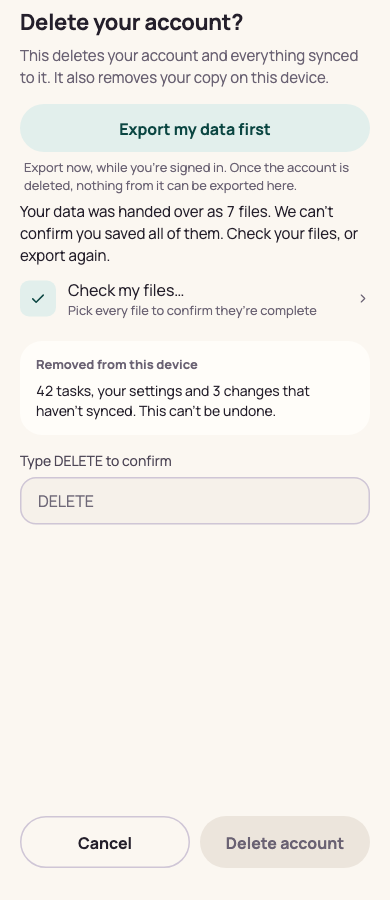 Delete your account?
This deletes your account and everything synced
to it. It also removes your copy on this device.
Export my data first
Export now, while you're signed in. Once the account is
deleted, nothing from it can be exported here.
Your data was handed over as 7 files. We can't
confirm you saved all of them. Check your files, or
export again.
Check my files…
Pick every file to confirm they're complete
Removed from this device
42 tasks, your settings and 3 changes that
haven't synced. This can't be undone.
Type DELETE to confirm
DELETE
Cancel
Delete account